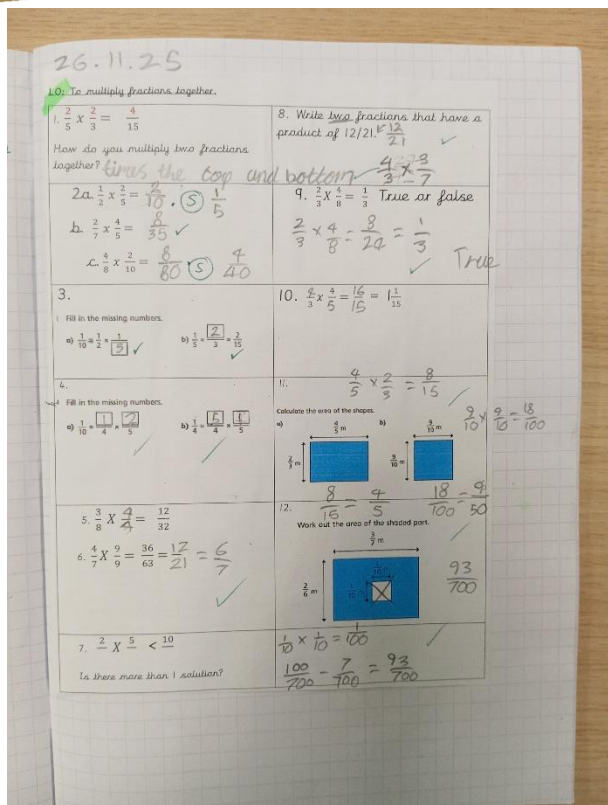 26.11.25
LO: To multiply fractions together.
1. 2/5 x 2/3 = 4/15
How do you multiply two fractions
together? times the top and bottom
2a. 1/2 x 2/5 = 2/10 . S 1/5
b. 2/7 x 4/5 = 8/35 ✓
c. 4/8 x 2/10 = 8/80 . S 4/40
3.
Fill in the missing numbers.
a) 1/10 = 1/2 x 1/5 ✓ b) 1/5 x 2/3 = 2/15 ✓
4.
Fill in the missing numbers.
a) 1/10 = 1/4 x 2/5 b) 1/4 = 5/4 x 1/5
5. 3/8 X 4/4 = 12/32
6. 4/7 X 9/9 = 36/63 = 12/21 = 6/7
7. 2 X 5 < 10
Is there more than 1 solution?
8. Write two fractions that have a
product of 12/21. 12/21 ✓
4/3 x 3/7
9. 2/3 X 4/8 = 1/3 True or false
2/3 x 4/8 = 8/24 = 1/3
✓ True
10. 2/3 x 4/5 = 16/15 = 1 1/15
11. 4/5 x 2/3 = 8/15
Calculate the area of the shapes.
9/10 x 9/10 = 18/100
a) 4/5 m b) 9/10 m
2/3 m 9/10 m
8/15 = 4/5 18/100 = 9/50
12.
Work out the area of the shaded part.
3/7 m
1/10 m
2/6 m 1/10 m
93/700
1/10 x 1/10 = 1/100
100/700 - 7/700 = 93/700